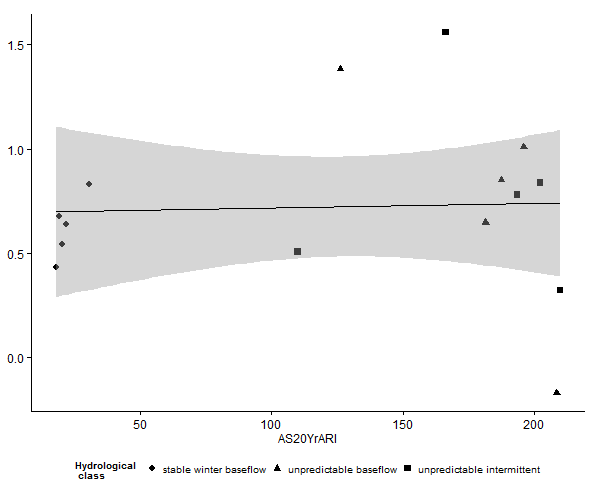 1.5
1.0
0.5
0.0
50
100
150
200
AS20YrARI
Hydrological
class
stable winter baseflow
unpredictable baseflow
unpredictable intermittent